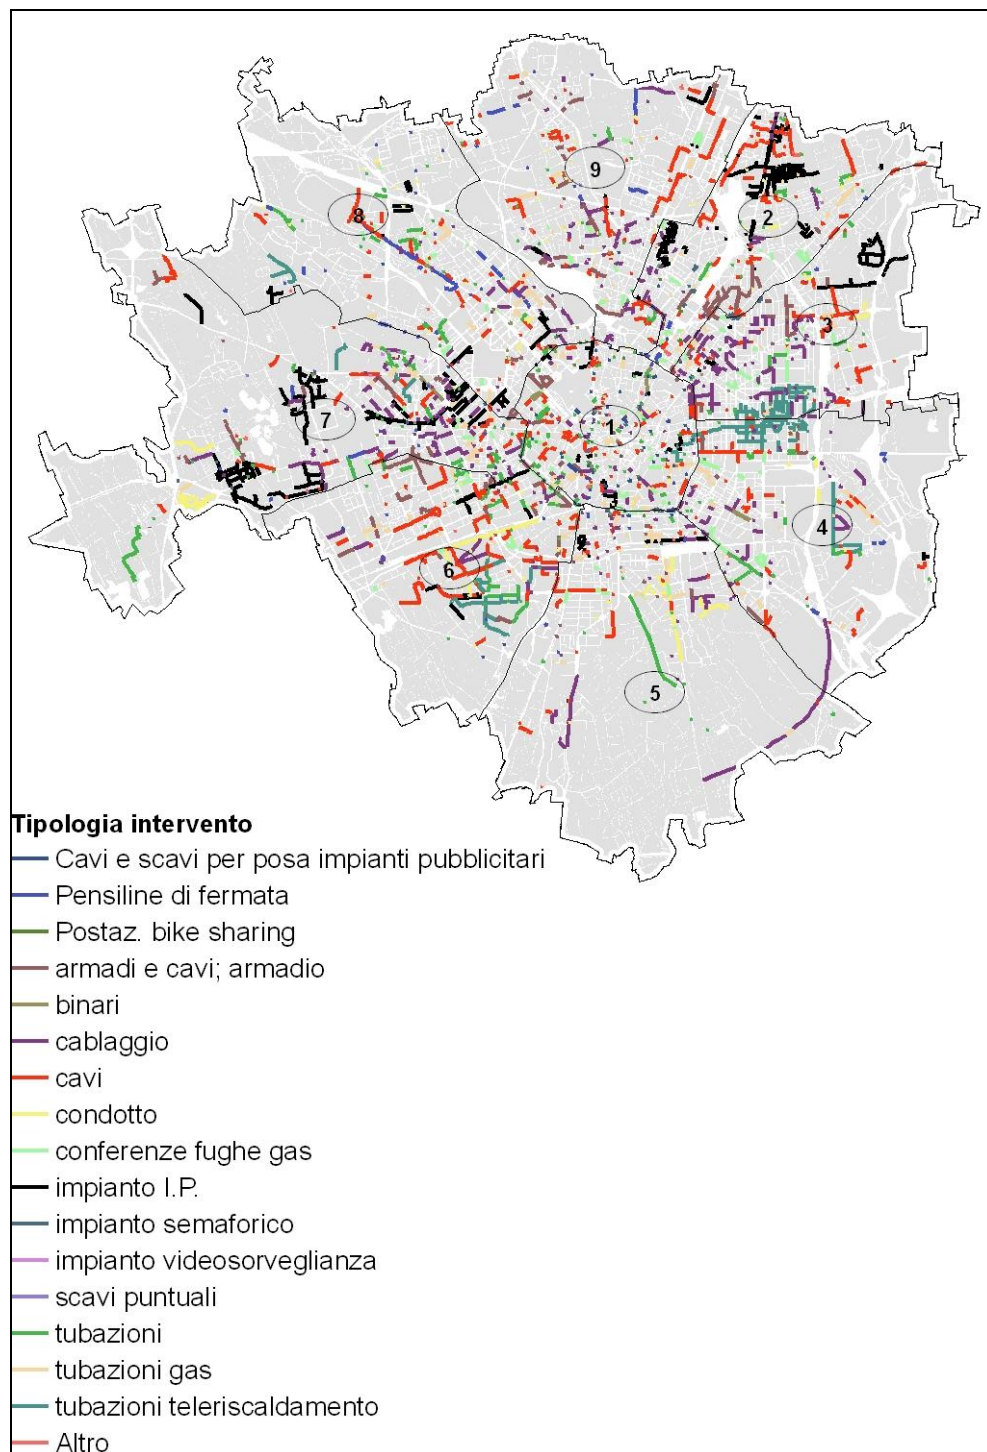 9
8
2
3
7
1
4
6
5
Tipologia intervento
Cavi e scavi per posa impianti pubblicitari
Pensiline di fermata
Postaz. bike sharing
armadi e cavi; armadio
binari
cablaggio
cavi
condotto
conferenze fughe gas
impianto I.P.
impianto semaforico
impianto videosorveglianza
scavi puntuali
tubazioni
tubazioni gas
tubazioni teleriscaldamento
Altro